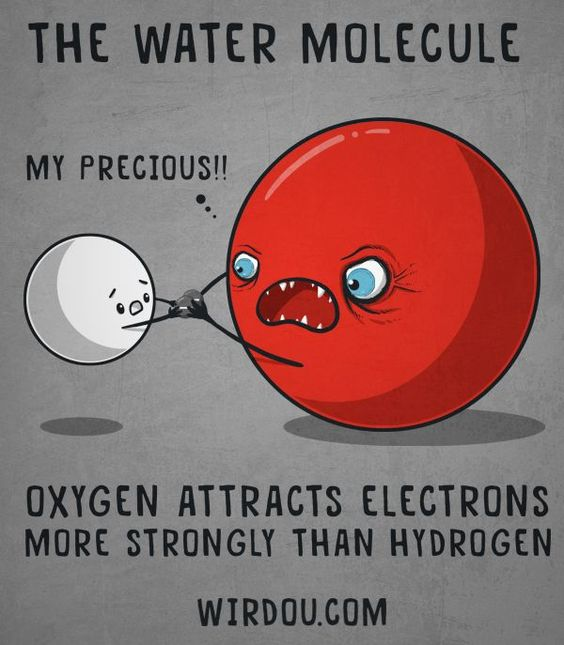 THE WATER MOLECULE
MY PRECIOUS!!
OXYGEN ATTRACTS ELECTRONS
MORE STRONGLY THAN HYDROGEN
WIRDOU.COM